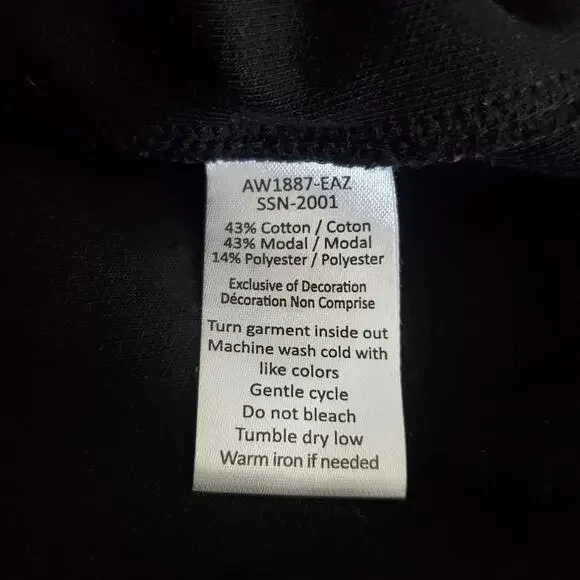 AW1887-EAZ
SSN-2001
43% Cotton / Coton
43% Modal / Modal
14% Polyester / Polyester
Exclusive of Decoration
Décoration Non Comprise
Turn garment inside out
Machine wash cold with
like colors
Gentle cycle
Do not bleach
Tumble dry low
Warm iron if needed